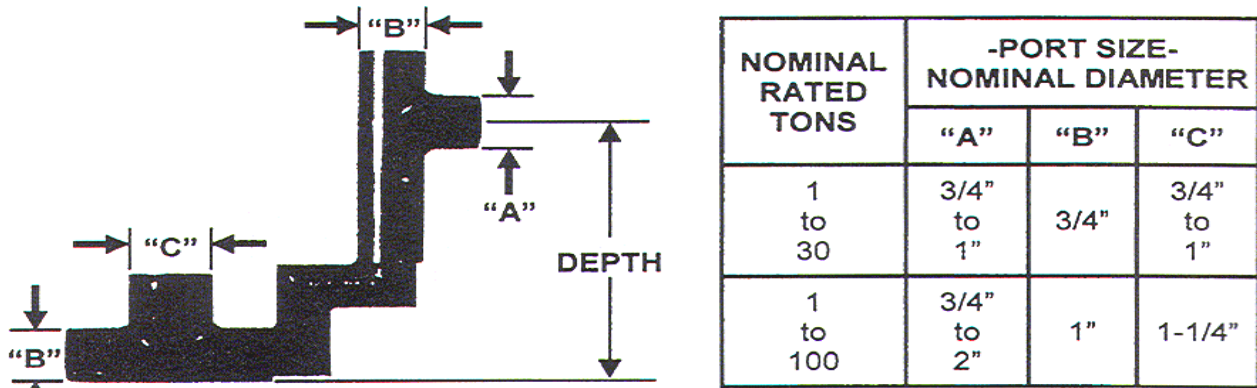 “B”
“A”
“C”
DEPTH
“B”
NOMINAL
RATED
TONS
-PORT SIZE-
NOMINAL DIAMETER
“A” “B” “C”
1
to
30
3/4”
to
1”
3/4”
3/4”
to
1”
1
to
100
3/4”
to
2”
1”
1-1/4”